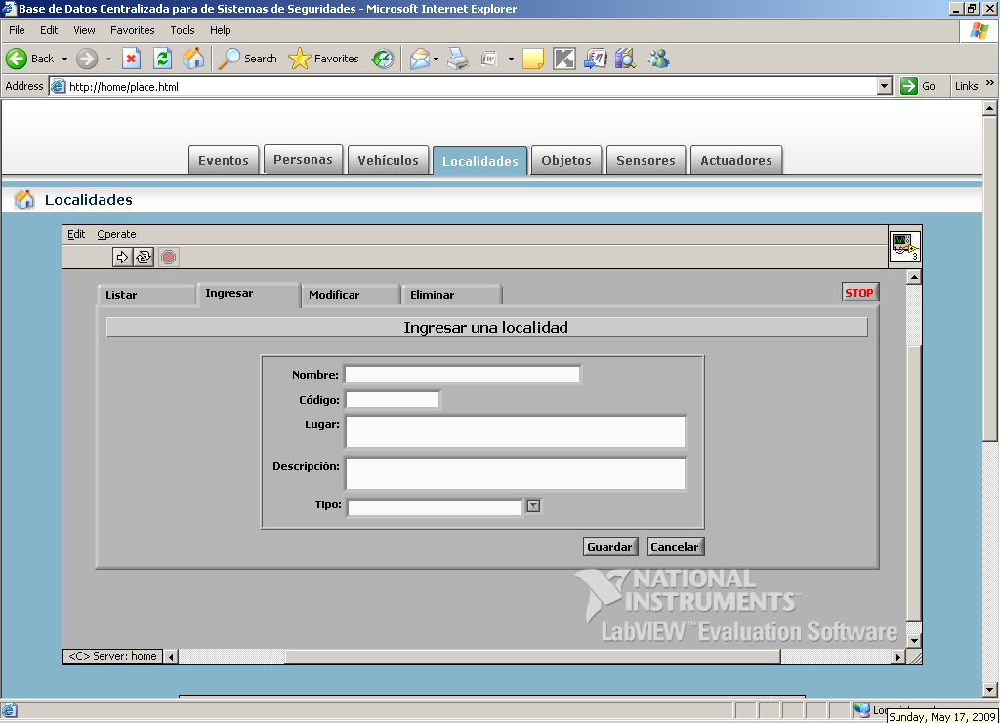 Base de Datos Centralizada para de Sistemas de Seguridades - Microsoft Internet Explorer
File Edit View Favorites Tools Help
Back Search Favorites
Address http://home/place.html Go Links »
Eventos Personas Vehículos Localidades Objetos Sensores Actuadores
Localidades
Edit Operate
3
Listar Ingresar Modificar Eliminar STOP
Ingresar una localidad
Nombre:
Código:
Lugar:
Descripción:
Tipo:
Guardar Cancelar
NATIONAL
INSTRUMENTS™
LabVIEW™ Evaluation Software
<C> Server: home
Sunday, May 17, 2009